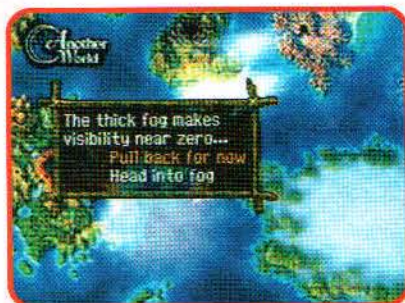 Another
World
The thick fog makes
visibility near zero...
Pull back for now
Head into fog